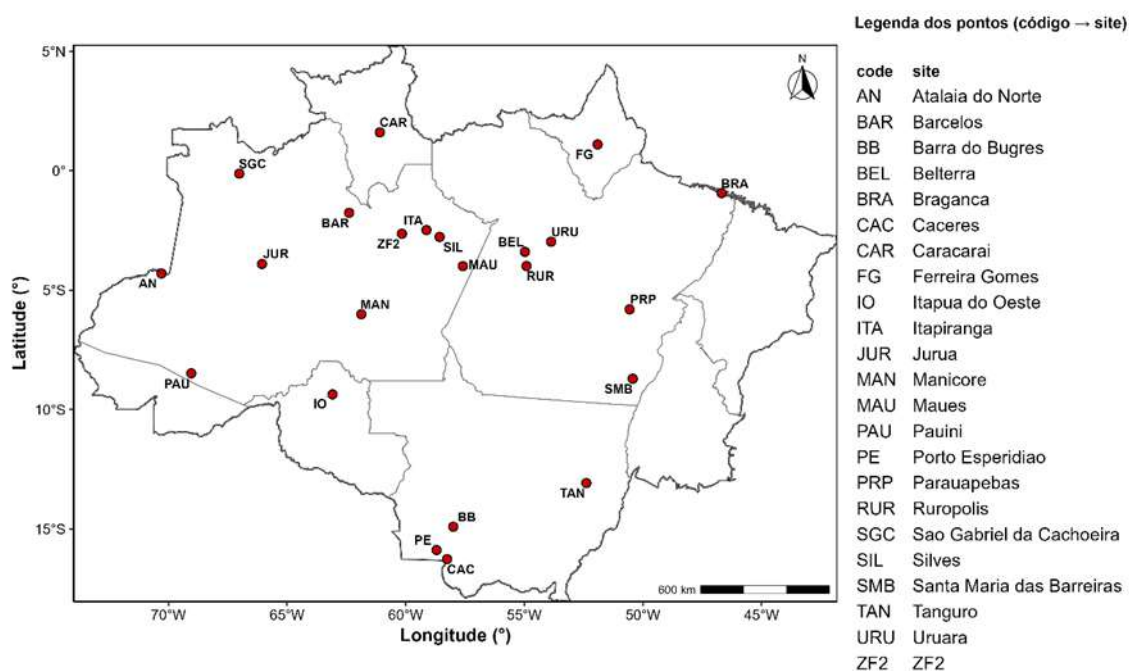 Legenda dos pontos (código → site)
code site
AN Atalaia do Norte
BAR Barcelos
BB Barra do Bugres
BEL Belterra
BRA Braganca
CAC Caceres
CAR Caracarai
FG Ferreira Gomes
IO Itapua do Oeste
ITA Itapiranga
JUR Jurua
MAN Manicore
MAU Maues
PAU Pauini
PE Porto Esperidiao
PRP Parauapebas
RUR Ruropolis
SGC Sao Gabriel da Cachoeira
SIL Silves
SMB Santa Maria das Barreiras
TAN Tanguro
URU Uruara
ZF2 ZF2
5°N
0°
5°S
10°S
15°S
Latitude (°)
N
CAR
FG
SGC
BRA
BAR
ITA
ZF2
SIL
BEL
URU
JUR
MAU
RUR
AN
MAN
PRP
PAU
IO
SMB
TAN
BB
PE
CAC
600 km
70°W 65°W 60°W 55°W 50°W 45°W
Longitude (°)